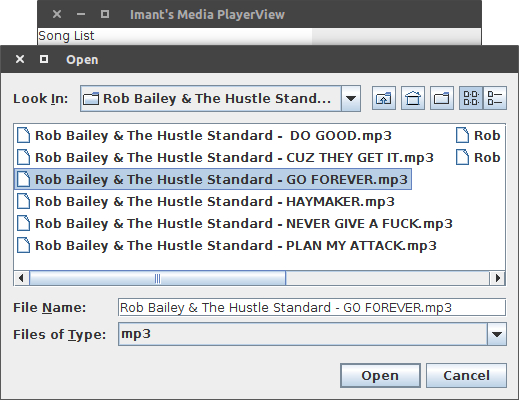 Imant's Media PlayerView
Song List
Open
Look In: Rob Bailey & The Hustle Stand...
Rob Bailey & The Hustle Standard -  DO GOOD.mp3
Rob
Rob Bailey & The Hustle Standard - CUZ THEY GET IT.mp3
Rob
Rob Bailey & The Hustle Standard - GO FOREVER.mp3
Rob Bailey & The Hustle Standard - HAYMAKER.mp3
Rob Bailey & The Hustle Standard - NEVER GIVE A FUCK.mp3
Rob Bailey & The Hustle Standard - PLAN MY ATTACK.mp3
File Name: Rob Bailey & The Hustle Standard - GO FOREVER.mp3
Files of Type: mp3
Open Cancel